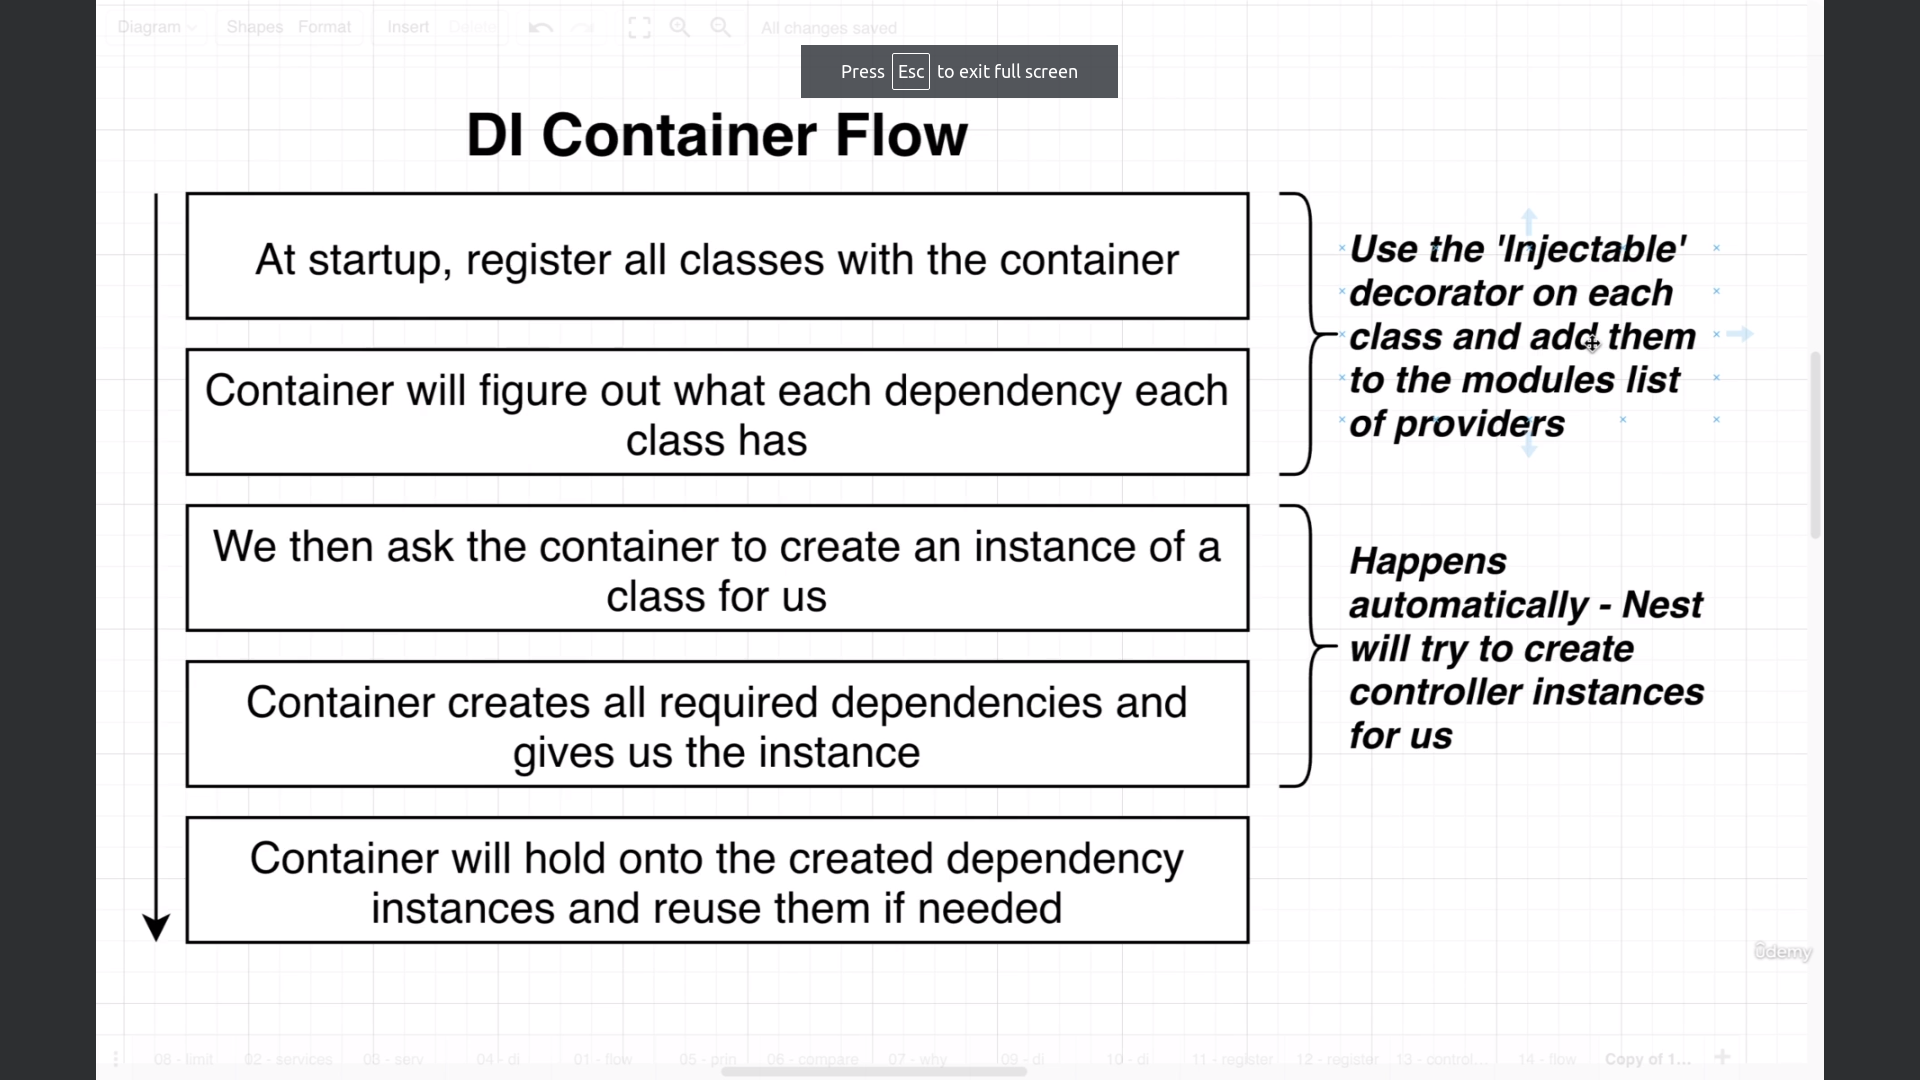 Diagram Shapes Format Insert Delete All changes saved
Press Esc to exit full screen
DI Container Flow
At startup, register all classes with the container
Container will figure out what each dependency each
class has
We then ask the container to create an instance of a
class for us
Container creates all required dependencies and
gives us the instance
Container will hold onto the created dependency
instances and reuse them if needed
Use the 'Injectable'
decorator on each
class and add them
to the modules list
of providers
Happens
automatically - Nest
will try to create
controller instances
for us
ûdemy
08 - limit 02 - services 03 - serv 04 - di 01 - flow 05 - prin 06 - compare 07 - why 09 - di 10 - di 11 - register 12 - register 13 - control... 14 - flow Copy of 1...